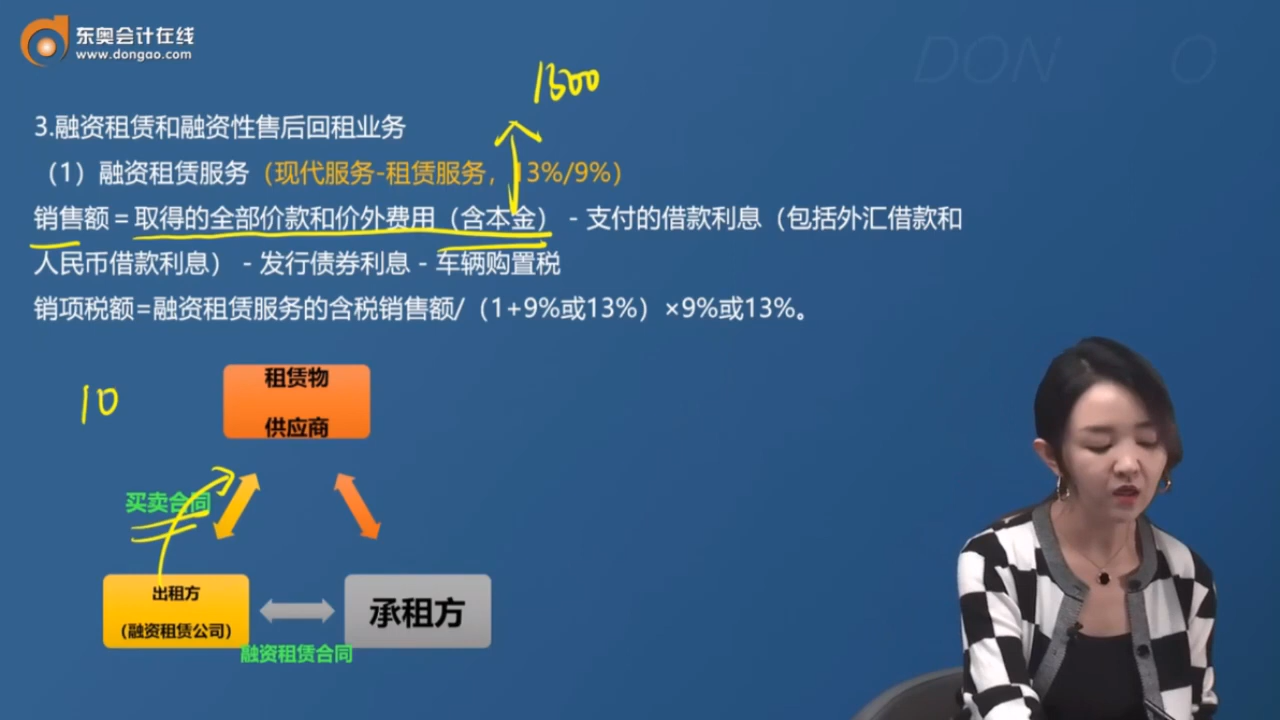 东奥会计在线
www.dongao.com
DON O
1500
3.融资租赁和融资性售后回租业务
（1）融资租赁服务（现代服务-租赁服务，13%/9%）
销售额＝取得的全部价款和价外费用（含本金）－支付的借款利息（包括外汇借款和
人民币借款利息）－发行债券利息－车辆购置税
销项税额=融资租赁服务的含税销售额/（1+9%或13%）×9%或13%。
10
租赁物
供应商
买卖合同
出租方
（融资租赁公司）
承租方
融资租赁合同